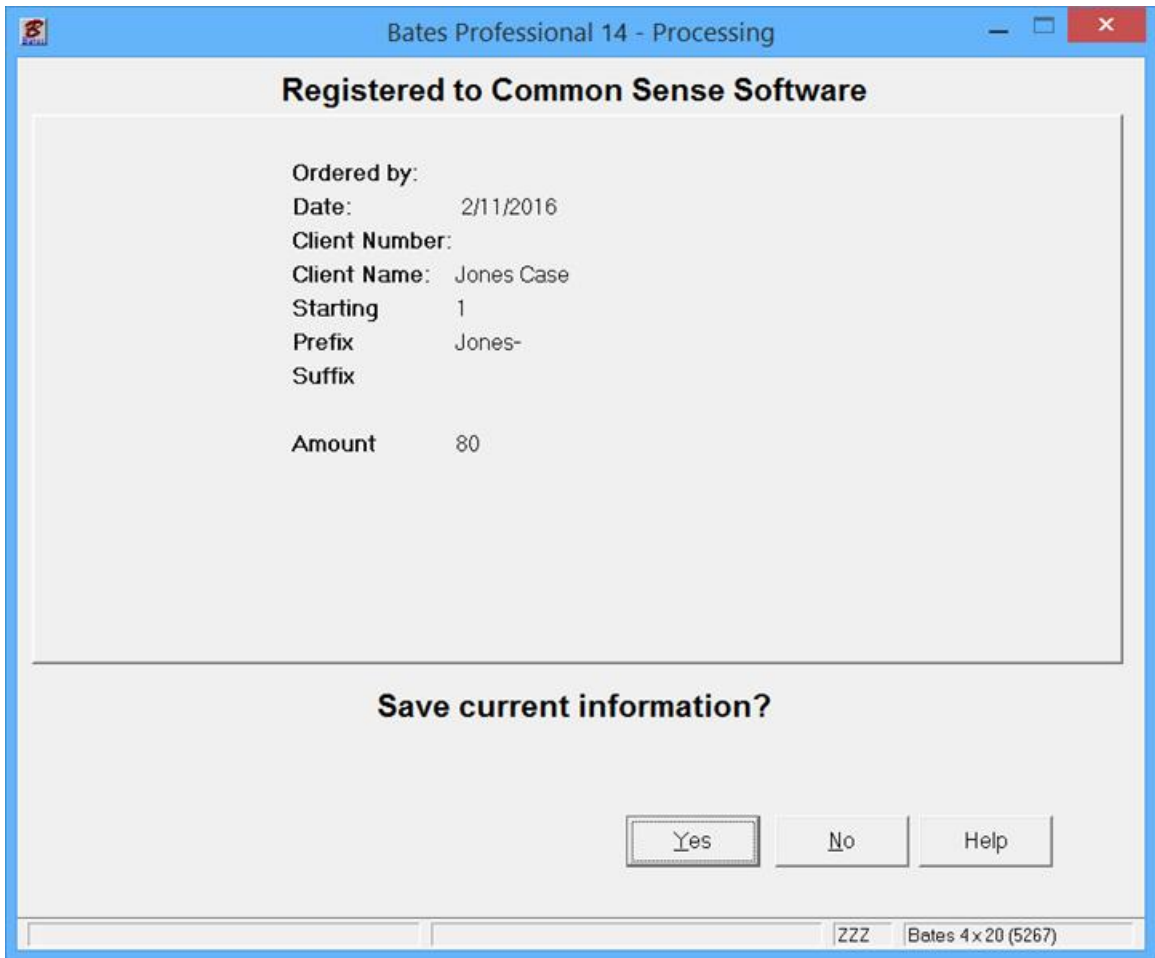 Bates Professional 14 - Processing
Registered to Common Sense Software
Ordered by:
Date: 2/11/2016
Client Number:
Client Name: Jones Case
Starting 1
Prefix Jones-
Suffix
Amount 80
Save current information?
Yes No Help
ZZZ Bates 4 x 20 (5267)